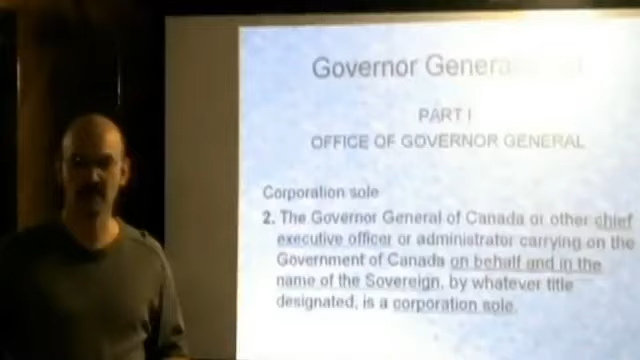 Governor General
PART I
OFFICE OF GOVERNOR GENERAL
Corporation sole
2. The Governor General of Canada or other chief
executive officer or administrator carrying on the
Government of Canada on behalf and in the
name of the Sovereign, by whatever title
designated, is a corporation sole.